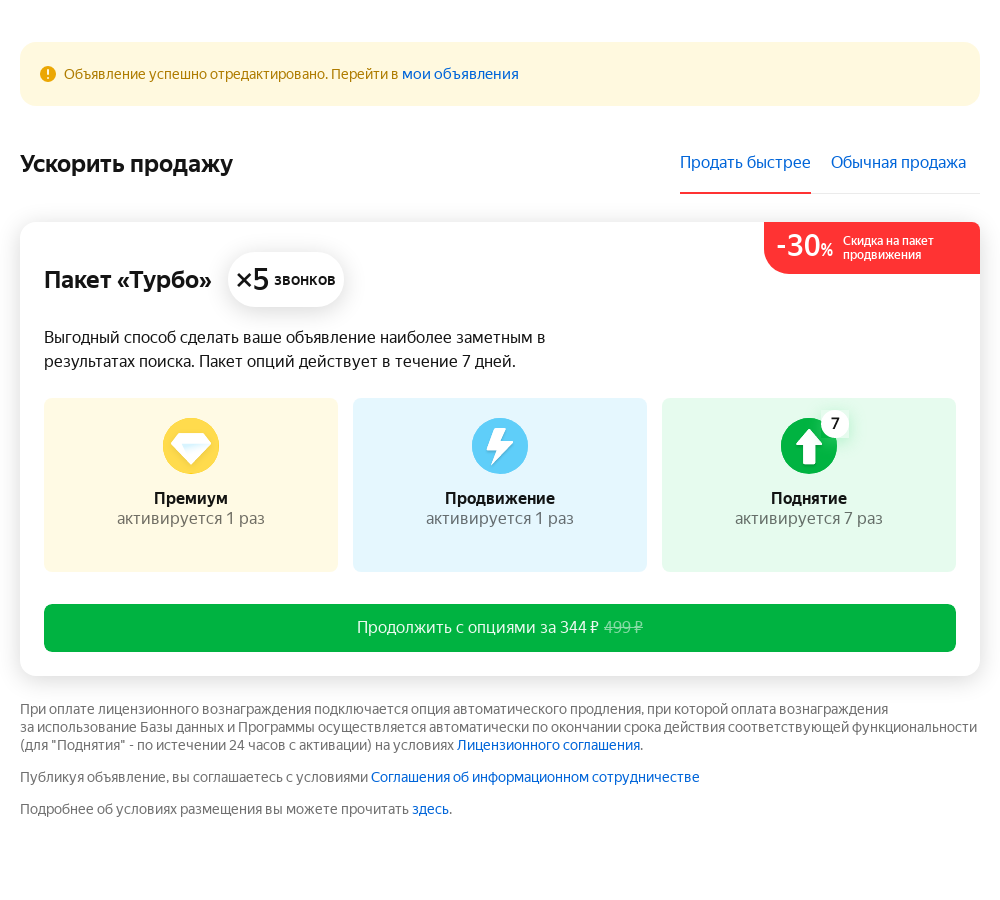 Объявление успешно отредактировано. Перейти в мои объявления
Ускорить продажу
Продать быстрее
Обычная продажа
-30%
Скидка на пакет
продвижения
Пакет «Турбо»
×5 звонков
Выгодный способ сделать ваше объявление наиболее заметным в
результатах поиска. Пакет опций действует в течение 7 дней.
Премиум
активируется 1 раз
Продвижение
активируется 1 раз
7
Поднятие
активируется 7 раз
Продолжить с опциями за 344 ₽ 499 ₽
При оплате лицензионного вознаграждения подключается опция автоматического продления, при которой оплата вознаграждения
за использование Базы данных и Программы осуществляется автоматически по окончании срока действия соответствующей функциональности
(для "Поднятия" - по истечении 24 часов с активации) на условиях Лицензионного соглашения.
Публикуя объявление, вы соглашаетесь с условиями Соглашения об информационном сотрудничестве
Подробнее об условиях размещения вы можете прочитать здесь.